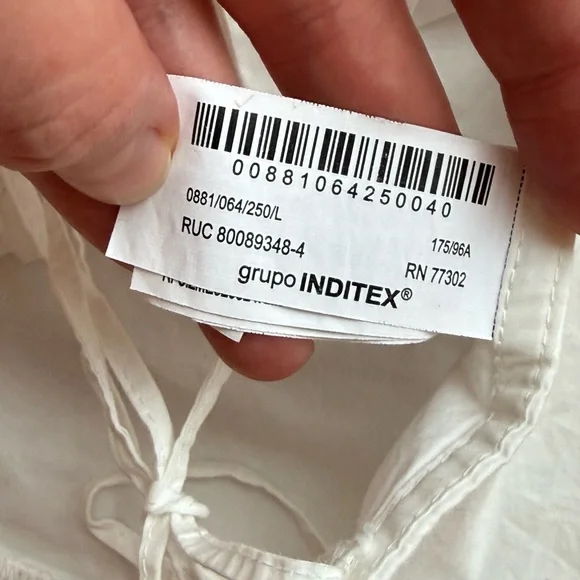 00881064250040
0881/064/250/L
175/96A
RUC 80089348-4
RN 77302
grupo INDITEX®